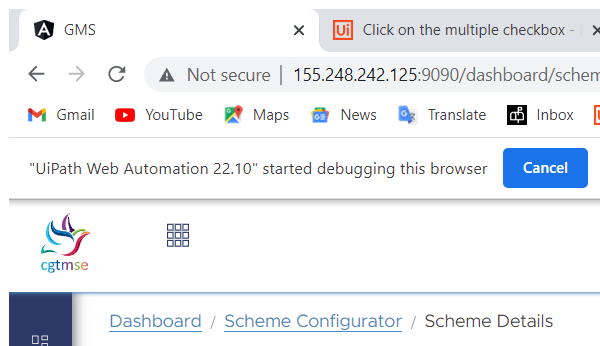 GMS
Click on the multiple checkbox -
Not secure | 155.248.242.125:9090/dashboard/schem
Gmail YouTube Maps News Translate Inbox
"UiPath Web Automation 22.10" started debugging this browser Cancel
cgtmse
Dashboard / Scheme Configurator / Scheme Details